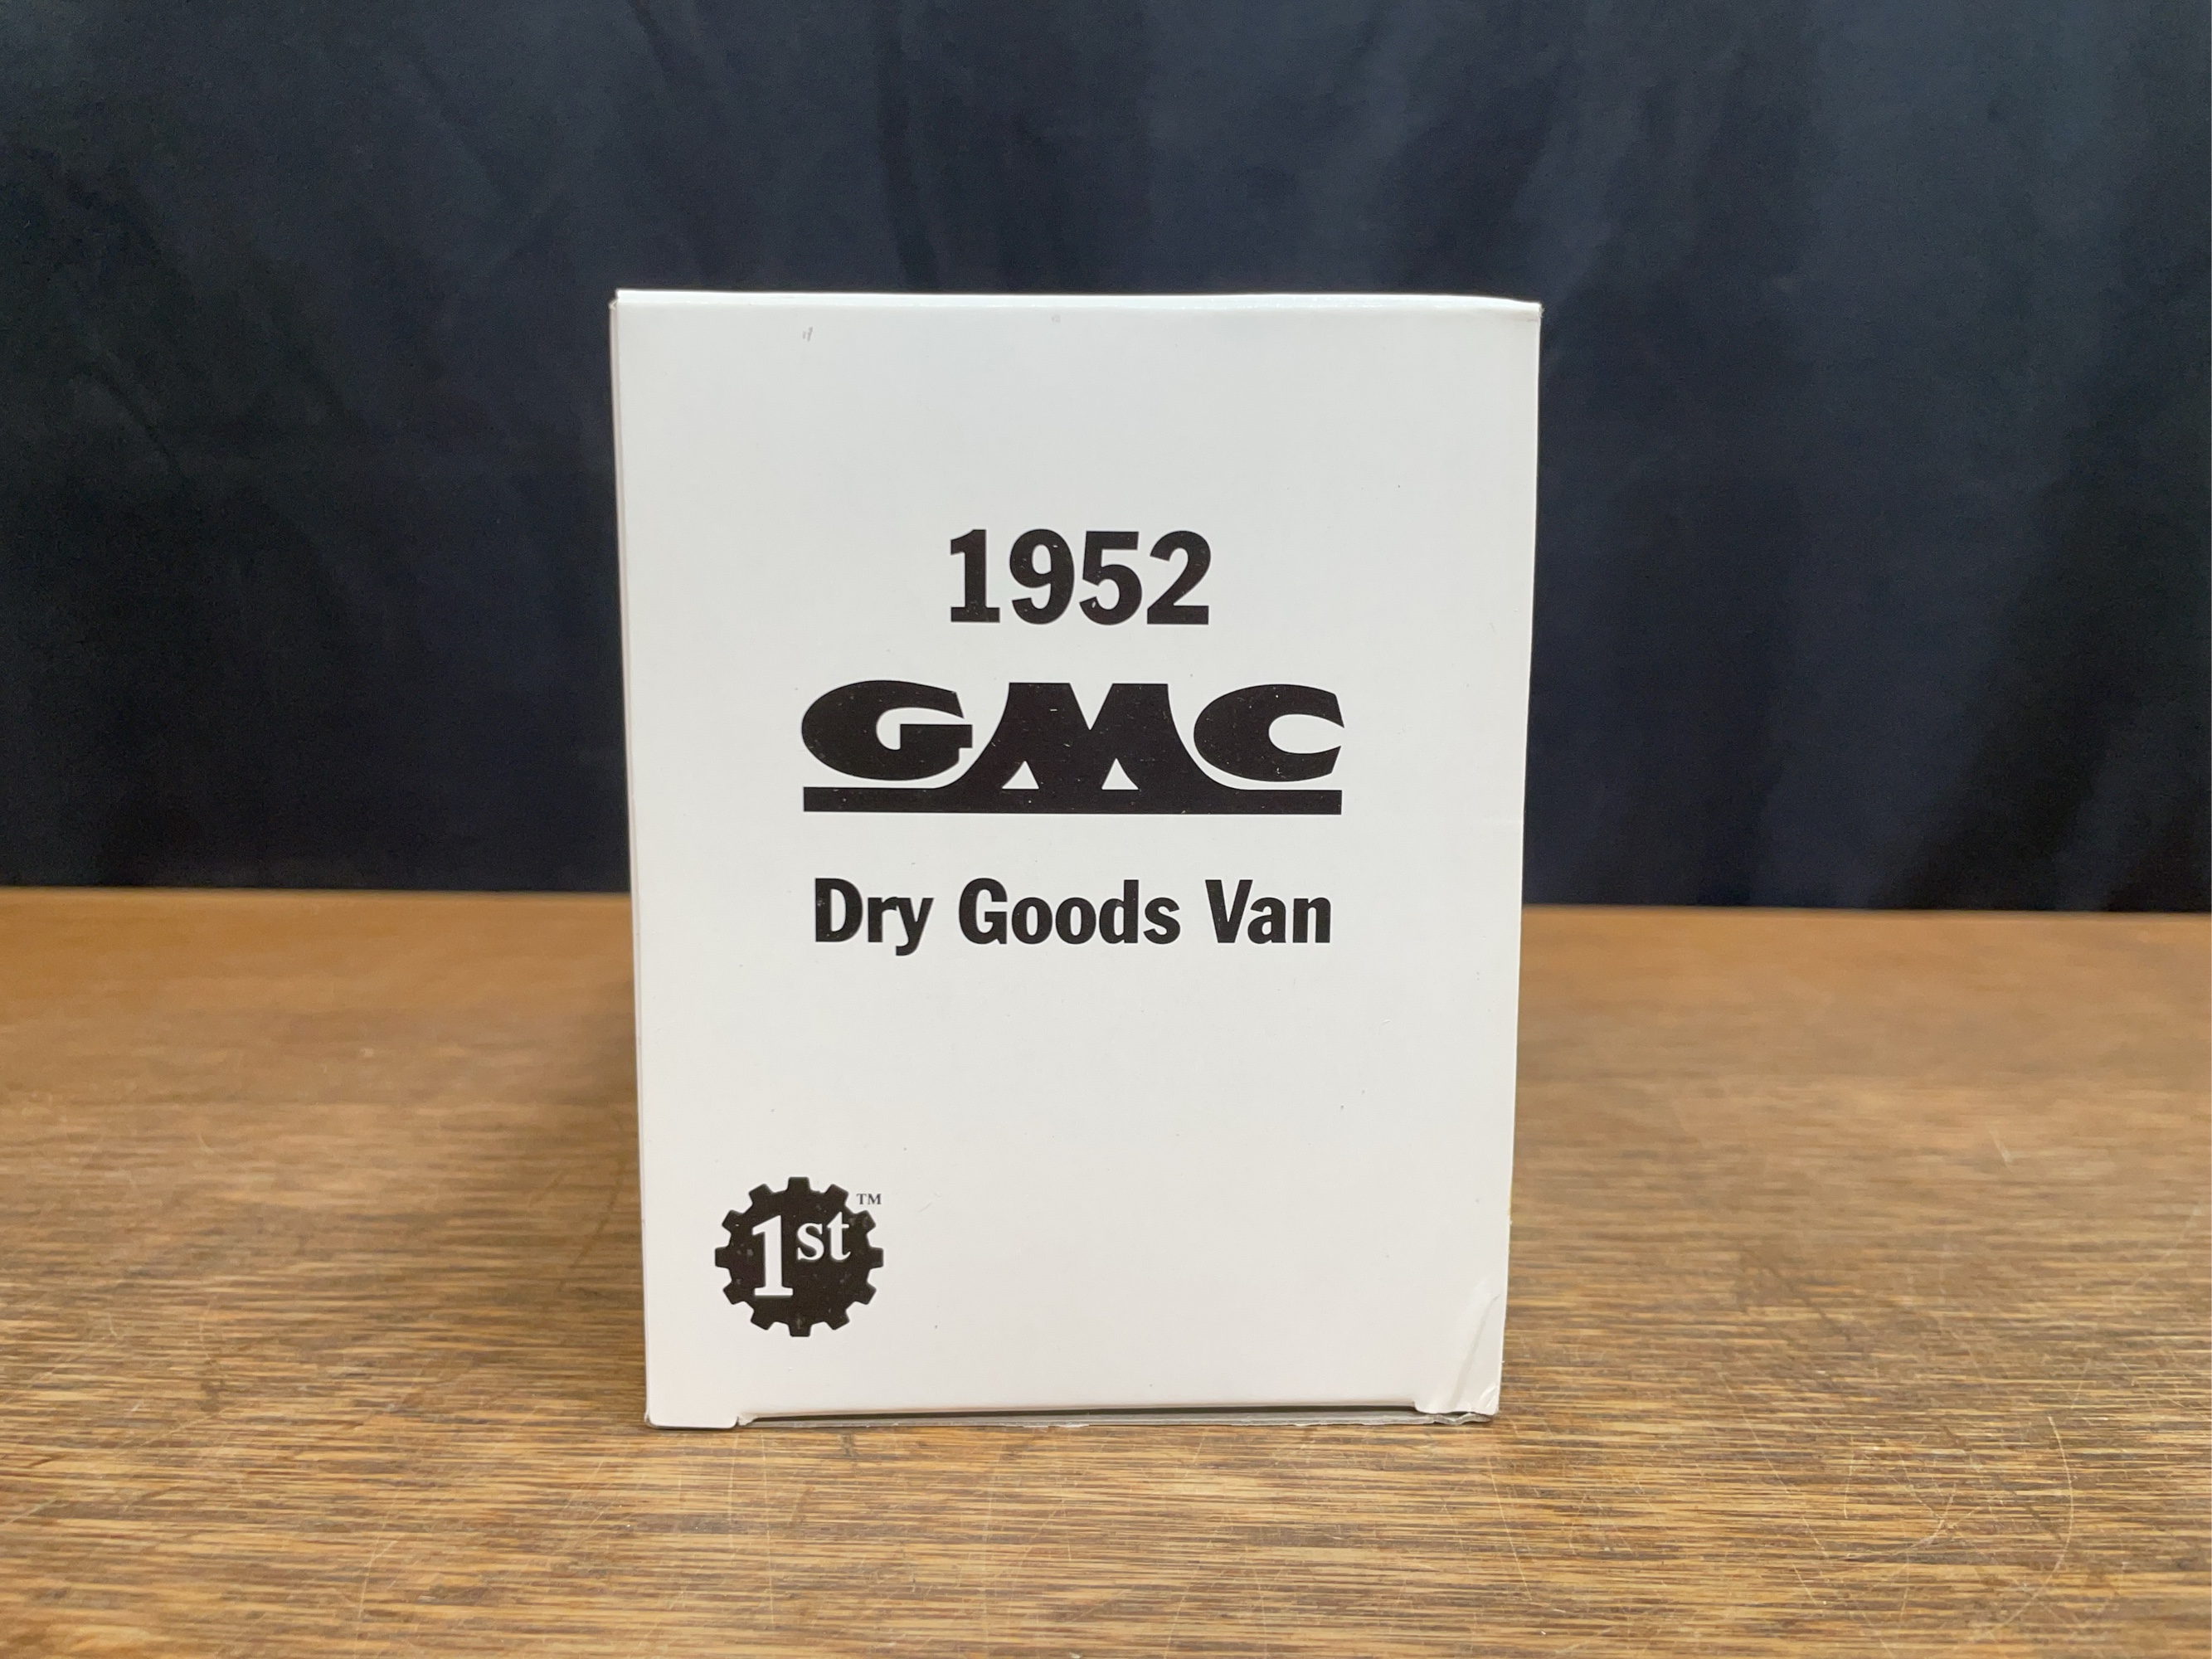 1952
GMC
Dry Goods Van
1st™